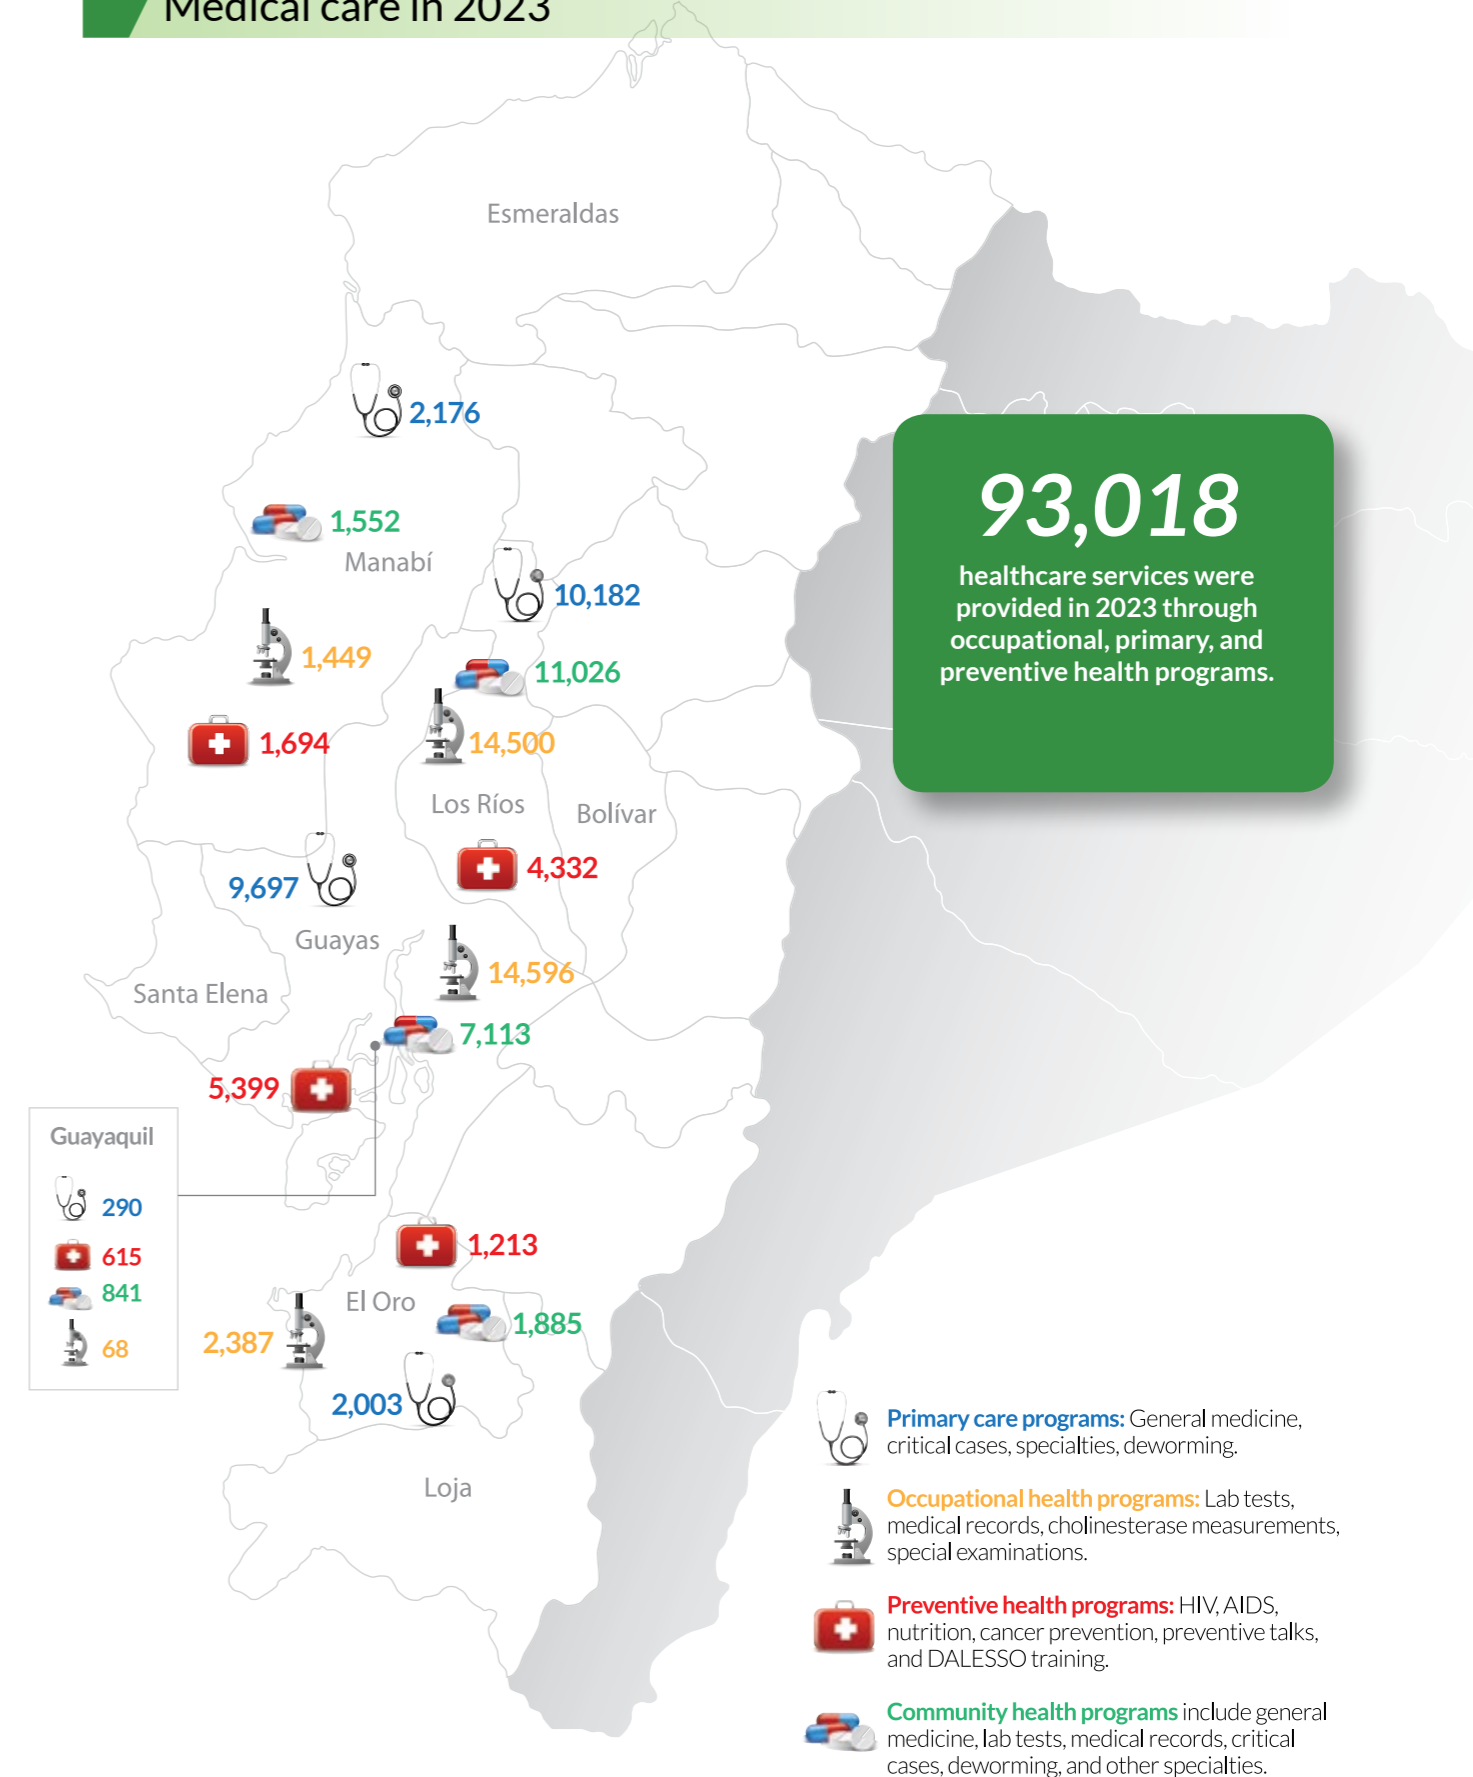 Medical care in 2023
Esmeraldas
2,176
1,552
Manabí
10,182
1,449
11,026
1,694
14,500
Los Ríos
Bolívar
4,332
9,697
Guayas
14,596
Santa Elena
7,113
5,399
93,018
healthcare services were
provided in 2023 through
occupational, primary, and
preventive health programs.
Guayaquil
290
615
841
68
1,213
El Oro
1,885
2,387
2,003
Loja
Primary care programs: General medicine,
critical cases, specialties, deworming.
Occupational health programs: Lab tests,
medical records, cholinesterase measurements,
special examinations.
Preventive health programs: HIV, AIDS,
nutrition, cancer prevention, preventive talks,
and DALESSO training.
Community health programs include general
medicine, lab tests, medical records, critical
cases, deworming, and other specialties.